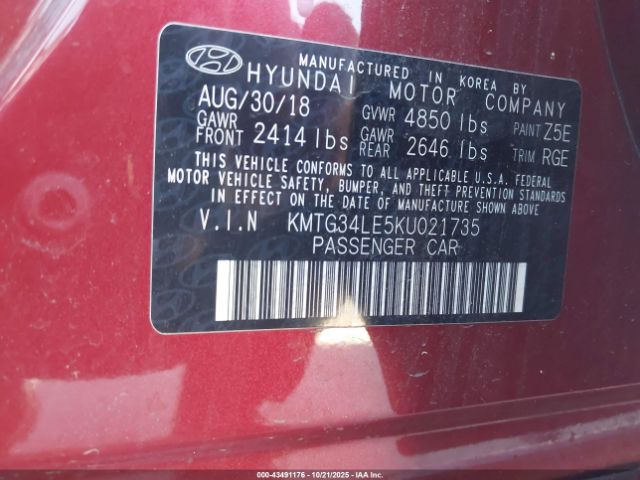 MANUFACTURED IN KOREA BY
HYUNDAI MOTOR COMPANY
AUG/30/18 GVWR 4850 lbs PAINT Z5E
GAWR FRONT 2414 lbs GAWR REAR 2646 lbs TRIM RGE
THIS VEHICLE CONFORMS TO ALL APPLICABLE U.S.A. FEDERAL
MOTOR VEHICLE SAFETY, BUMPER, AND THEFT PREVENTION STANDARDS
IN EFFECT ON THE DATE OF MANUFACTURE SHOWN ABOVE.
V.I.N KMTG34LE5KU021735
PASSENGER CAR
000-43491176 - 10/21/2025 - IAAI.COM